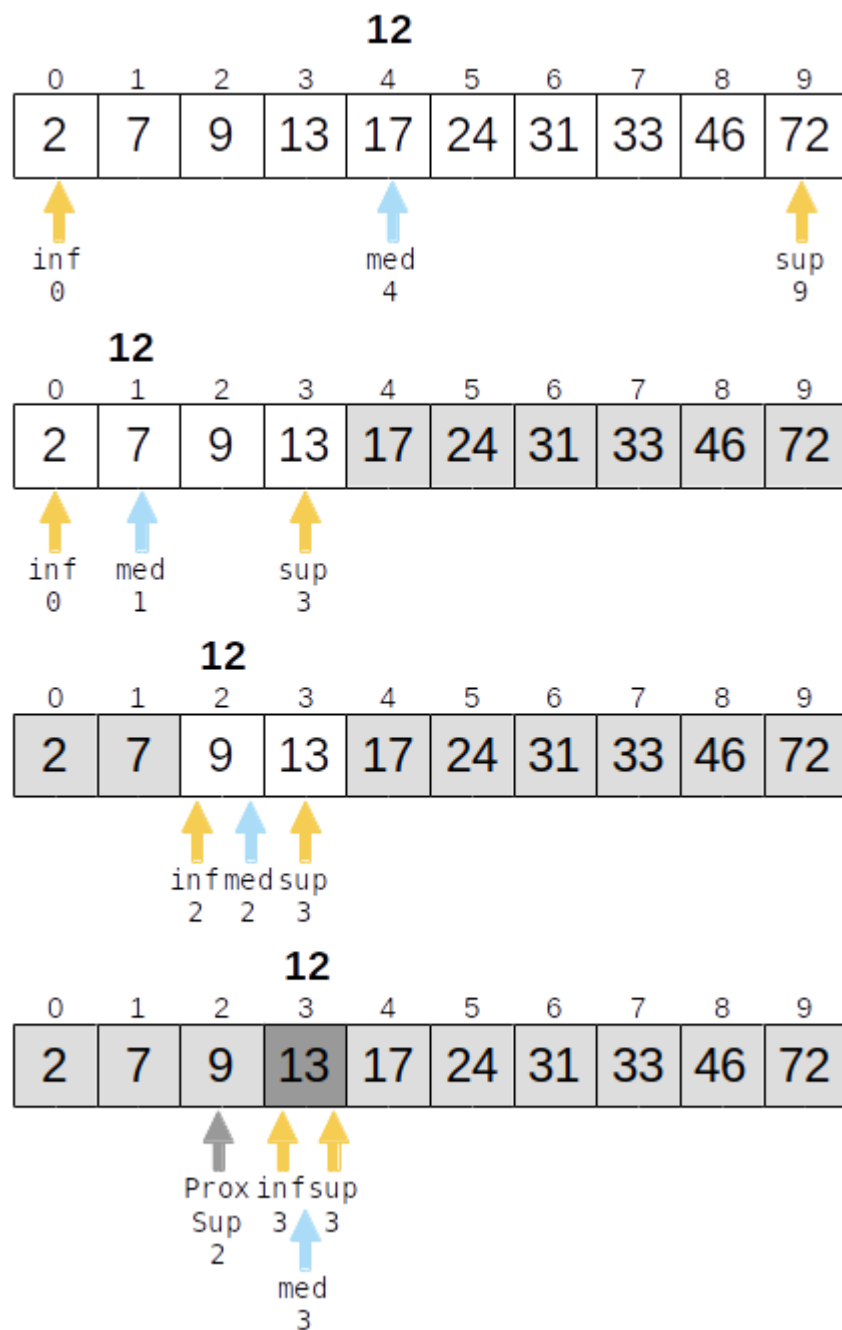 12
0 1 2 3 4 5 6 7 8 9
2 7 9 13 17 24 31 33 46 72
inf med sup
0 4 9
12
0 1 2 3 4 5 6 7 8 9
2 7 9 13 17 24 31 33 46 72
inf med sup
0 1 3
12
0 1 2 3 4 5 6 7 8 9
2 7 9 13 17 24 31 33 46 72
inf med sup
2 2 3
12
0 1 2 3 4 5 6 7 8 9
2 7 9 13 17 24 31 33 46 72
Prox inf sup
Sup 3 3
2
med
3